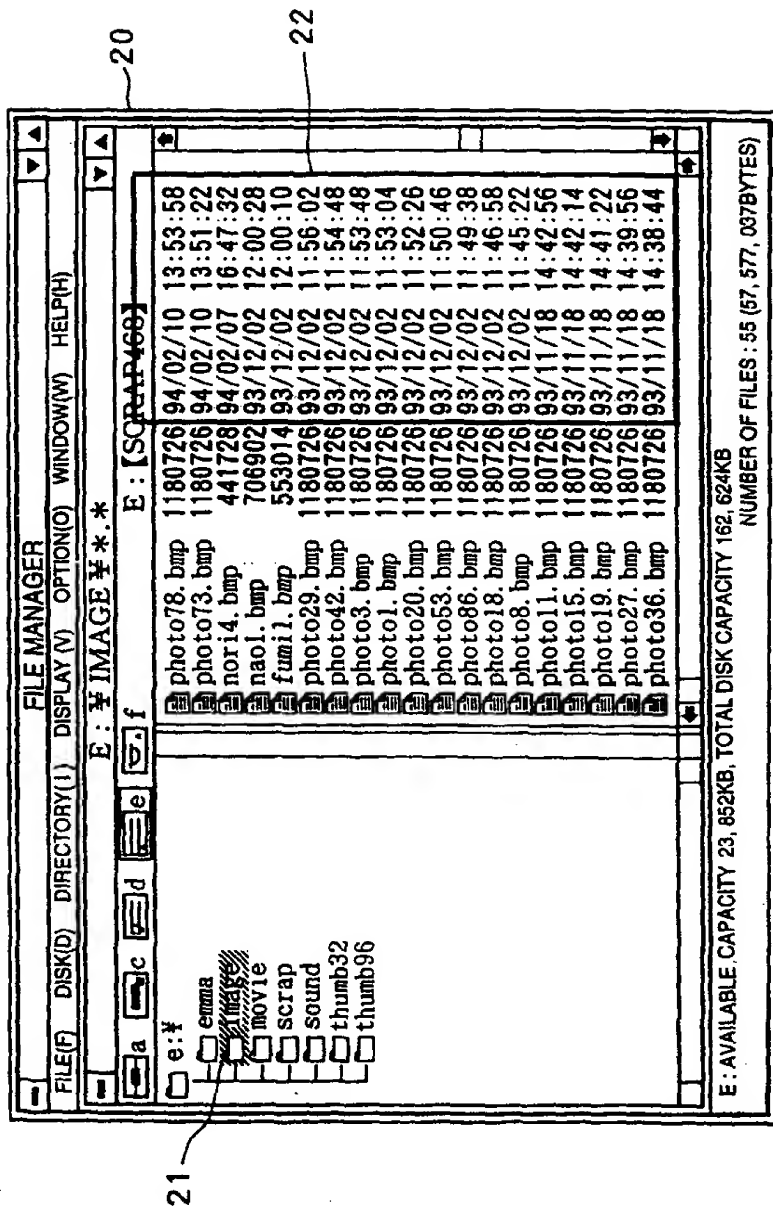 FILE MANAGER
FILE(F) DISK(D) DIRECTORY(I) DISPLAY (V) OPTION(O) WINDOW(W) HELP(H)
E : ¥ IMAGE ¥ *. *
a c d e f E : 【SCRAP468】
e:¥
emma
image
movie
scrap
sound
thumb32
thumb96
photo78.bmp 1180726 94/02/10 13:53:58
photo73.bmp 1180726 94/02/10 13:51:22
nori4.bmp 441728 94/02/07 16:47:32
nao1.bmp 706902 93/12/02 12:00:28
fumi1.bmp 553014 93/12/02 12:00:10
photo29.bmp 1180726 93/12/02 11:56:02
photo42.bmp 1180726 93/12/02 11:54:48
photo3.bmp 1180726 93/12/02 11:53:48
photo1.bmp 1180726 93/12/02 11:53:04
photo20.bmp 1180726 93/12/02 11:52:26
photo53.bmp 1180726 93/12/02 11:50:46
photo86.bmp 1180726 93/12/02 11:49:38
photo18.bmp 1180726 93/12/02 11:46:58
photo8.bmp 1180726 93/12/02 11:45:22
photo11.bmp 1180726 93/11/18 14:42:56
photo15.bmp 1180726 93/11/18 14:42:14
photo19.bmp 1180726 93/11/18 14:41:22
photo27.bmp 1180726 93/11/18 14:39:56
photo36.bmp 1180726 93/11/18 14:38:44
E : AVAILABLE CAPACITY 23, 852KB, TOTAL DISK CAPACITY 162, 624KB
NUMBER OF FILES : 55 (57, 577, 037BYTES)
20
21
22